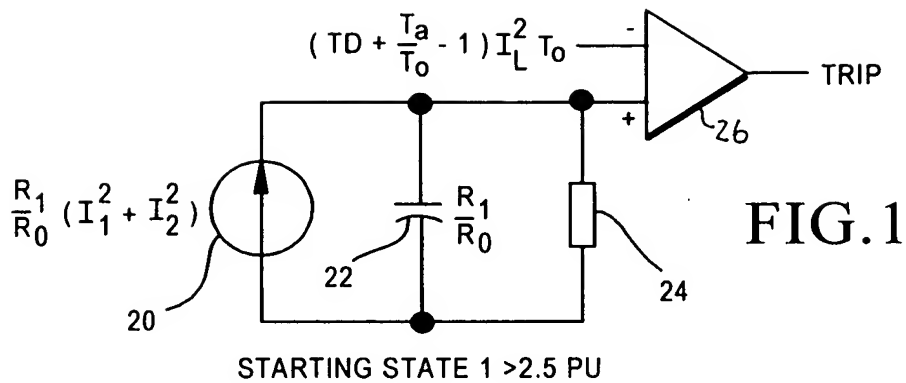 (TD + Ta/To - 1) I_L^2 To
-
+
26
TRIP
R1/R0 (I1^2 + I2^2)
20
22
R1/R0
24
FIG.1
STARTING STATE 1 >2.5 PU